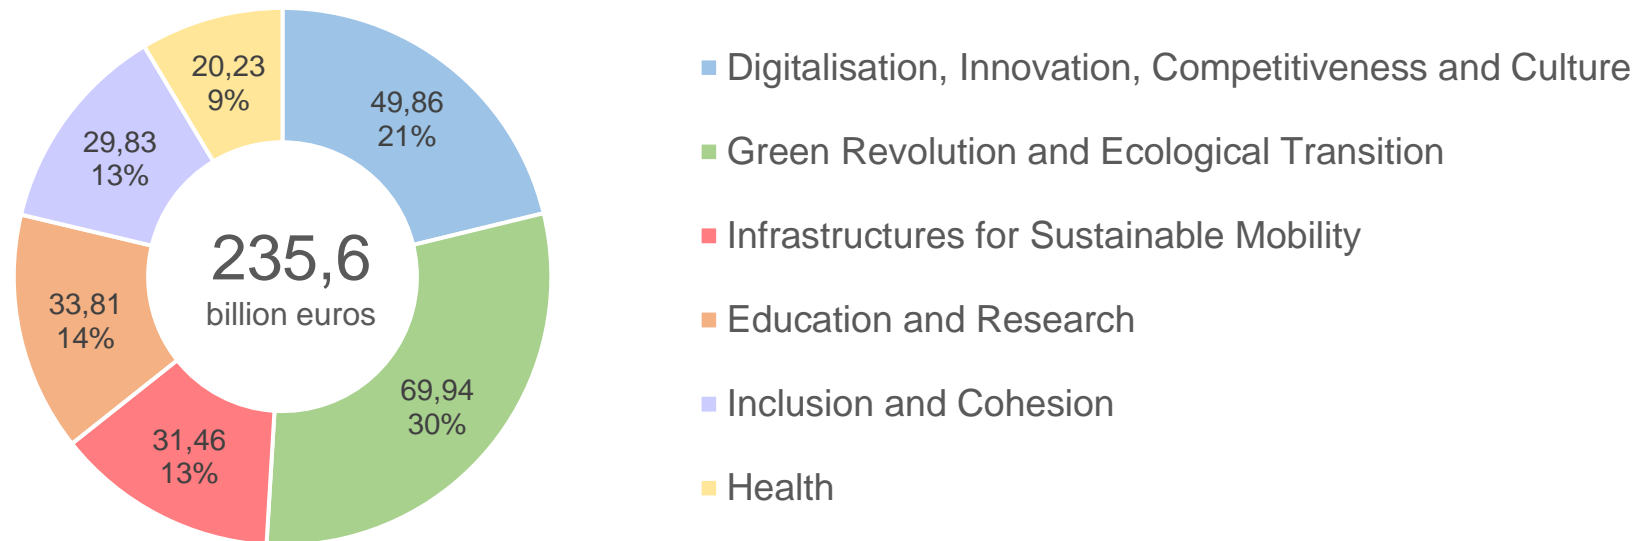 20,23
9%
49,86
21%
29,83
13%
235,6
billion euros
33,81
14%
69,94
30%
31,46
13%
Digitalisation, Innovation, Competitiveness and Culture
Green Revolution and Ecological Transition
Infrastructures for Sustainable Mobility
Education and Research
Inclusion and Cohesion
Health